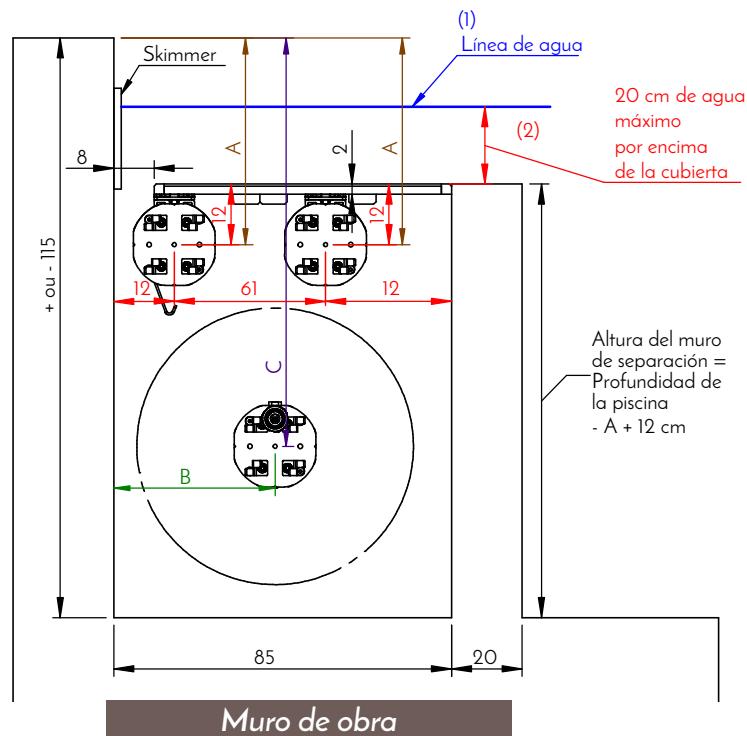 (1)
Skimmer
Línea de agua
20 cm de agua
máximo
por encima
de la cubierta
(2)
A
A
8
2
12
12
+ ou - 115
12
61
12
C
Altura del muro
de separación =
Profundidad de
la piscina
- A + 12 cm
B
85
20
Muro de obra